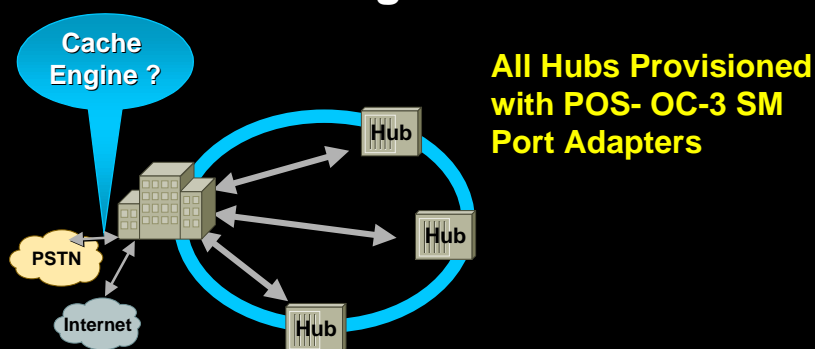 Cache
Engine ?
All Hubs Provisioned
with POS- OC-3 SM
Port Adapters
Hub
Hub
PSTN
Internet
Hub